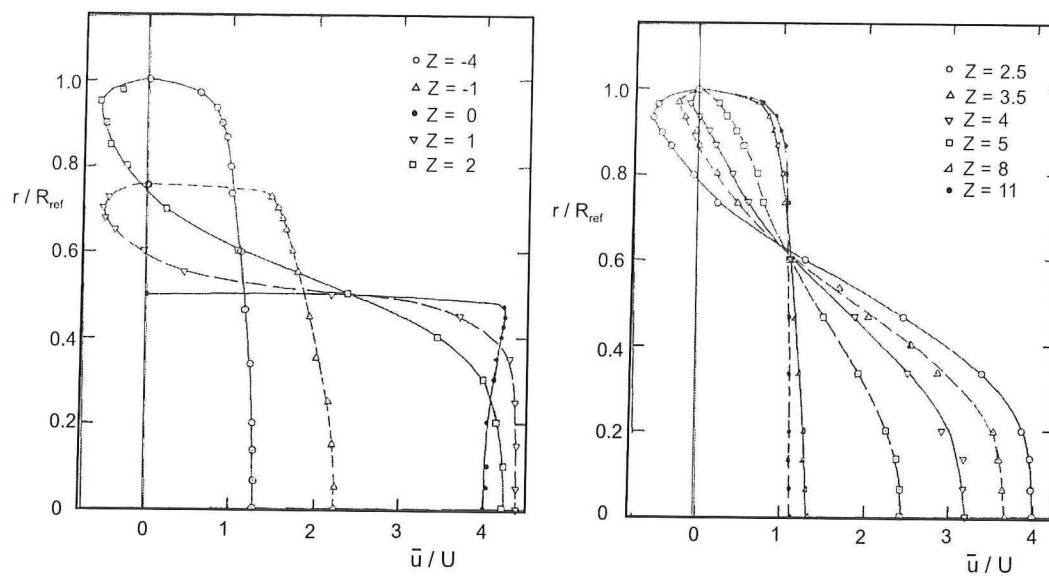 Z = -4
Z = -1
Z = 0
Z = 1
Z = 2
1.0
0.8
r / R_ref
0.6
0.4
0.2
0
0 1 2 3 4
ū / U
Z = 2.5
Z = 3.5
Z = 4
Z = 5
Z = 8
Z = 11
1.0
0.8
r / R_ref
0.6
0.4
0.2
0
0 1 2 3 4
ū / U